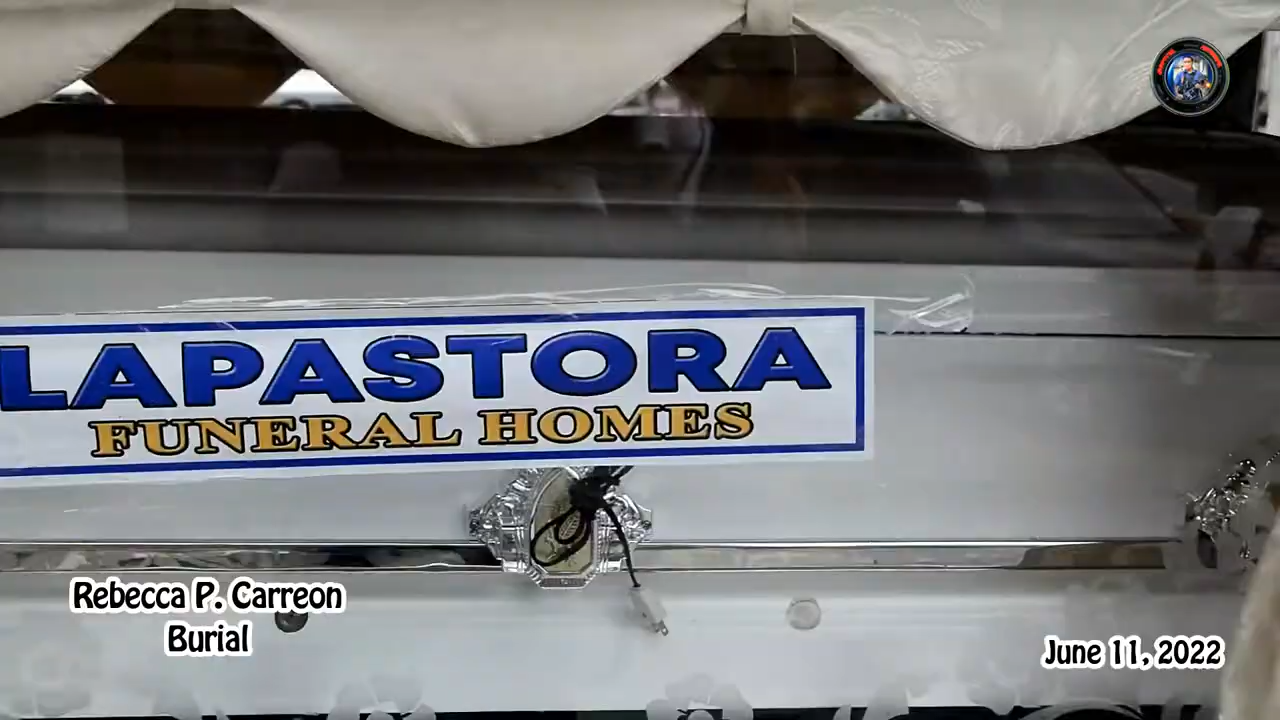 LAPASTORA
FUNERAL HOMES
Rebecca P. Carreon
Burial
June 11, 2022